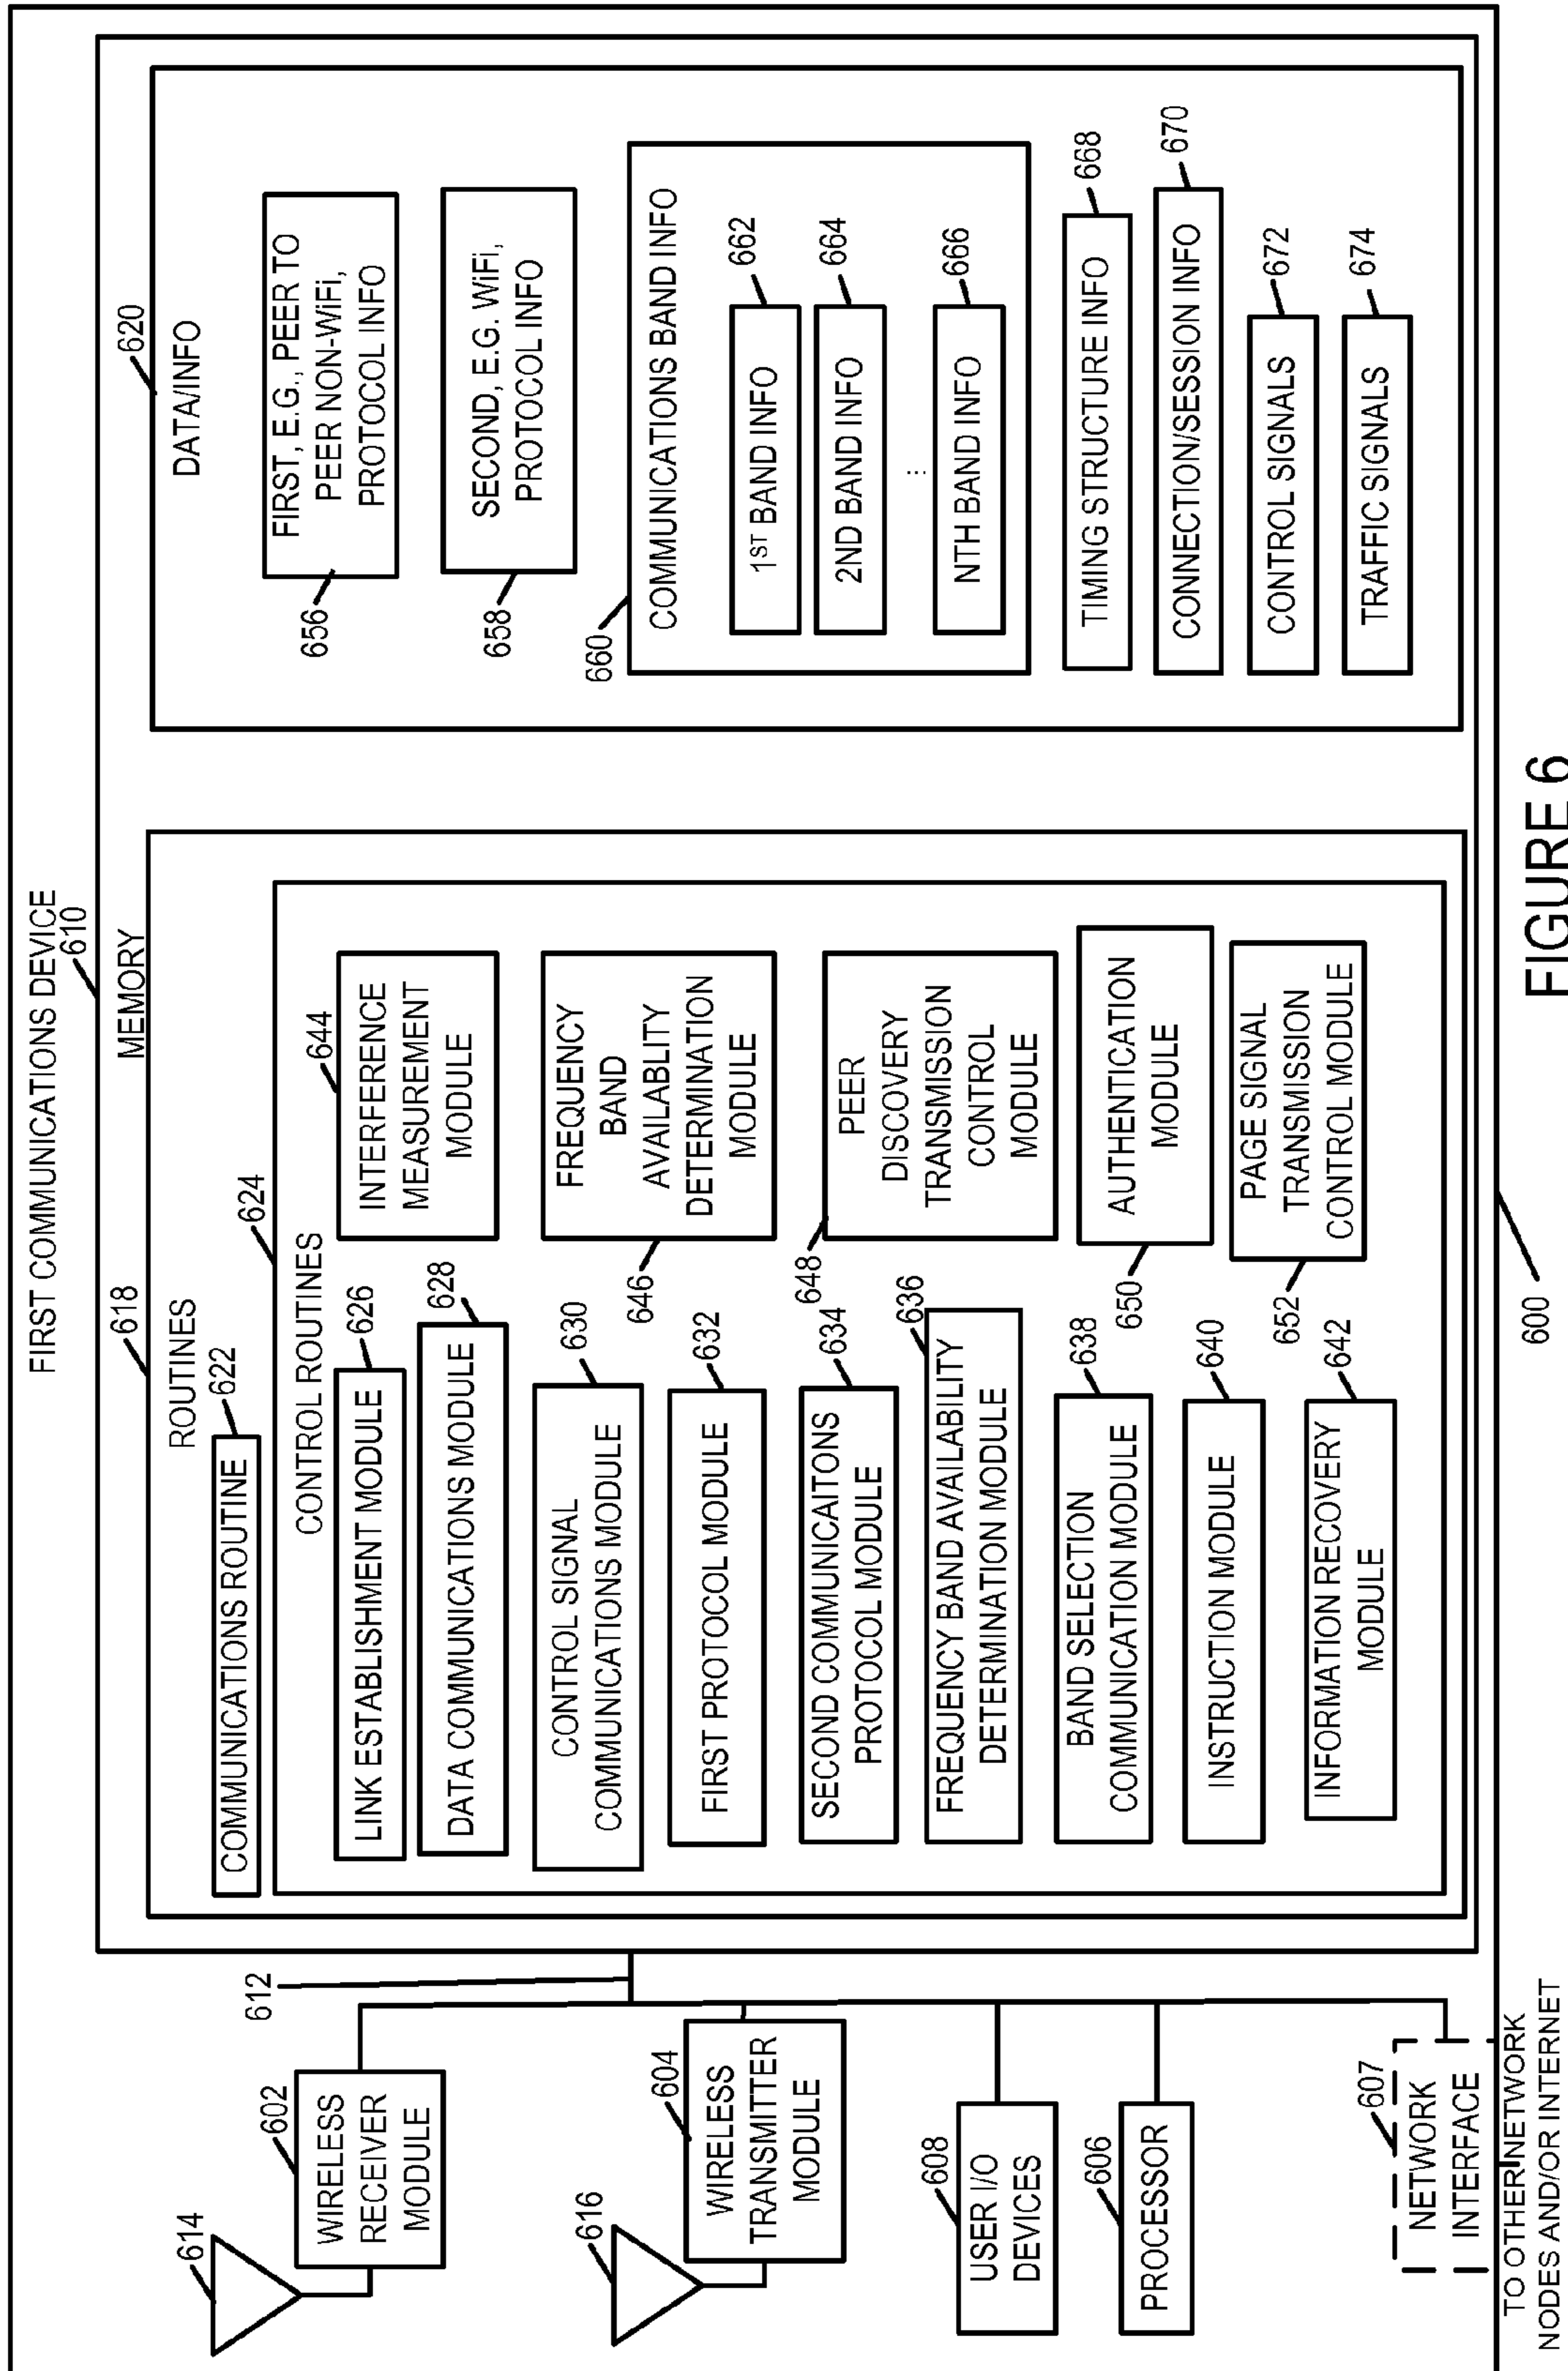 FIRST COMMUNICATIONS DEVICE
610
MEMORY
614
602
WIRELESS
RECEIVER
MODULE
616
604
WIRELESS
TRANSMITTER
MODULE
608
USER I/O
DEVICES
606
PROCESSOR
607
NETWORK
INTERFACE
TO OTHER NETWORK
NODES AND/OR INTERNET
612
618
ROUTINES
622
COMMUNICATIONS ROUTINE
624
CONTROL ROUTINES
626
LINK ESTABLISHMENT MODULE
628
DATA COMMUNICATIONS MODULE
630
CONTROL SIGNAL
COMMUNICATIONS MODULE
632
FIRST PROTOCOL MODULE
634
SECOND COMMUNICAITONS
PROTOCOL MODULE
636
FREQUENCY BAND AVAILABILITY
DETERMINATION MODULE
638
BAND SELECTION
COMMUNICATION MODULE
640
INSTRUCTION MODULE
642
INFORMATION RECOVERY
MODULE
644
INTERFERENCE
MEASUREMENT
MODULE
646
FREQUENCY
BAND
AVAILABLITY
DETERMINATION
MODULE
648
PEER
DISCOVERY
TRANSMISSION
CONTROL
MODULE
650
AUTHENTICATION
MODULE
652
PAGE SIGNAL
TRANSMISSION
CONTROL MODULE
620
DATA/INFO
656
FIRST, E.G., PEER TO
PEER NON-WiFi,
PROTOCOL INFO
658
SECOND, E.G. WiFi,
PROTOCOL INFO
660
COMMUNICATIONS BAND INFO
662
1ST BAND INFO
664
2ND BAND INFO
...
666
NTH BAND INFO
668
TIMING STRUCTURE INFO
670
CONNECTION/SESSION INFO
672
CONTROL SIGNALS
674
TRAFFIC SIGNALS
600
FIGURE 6